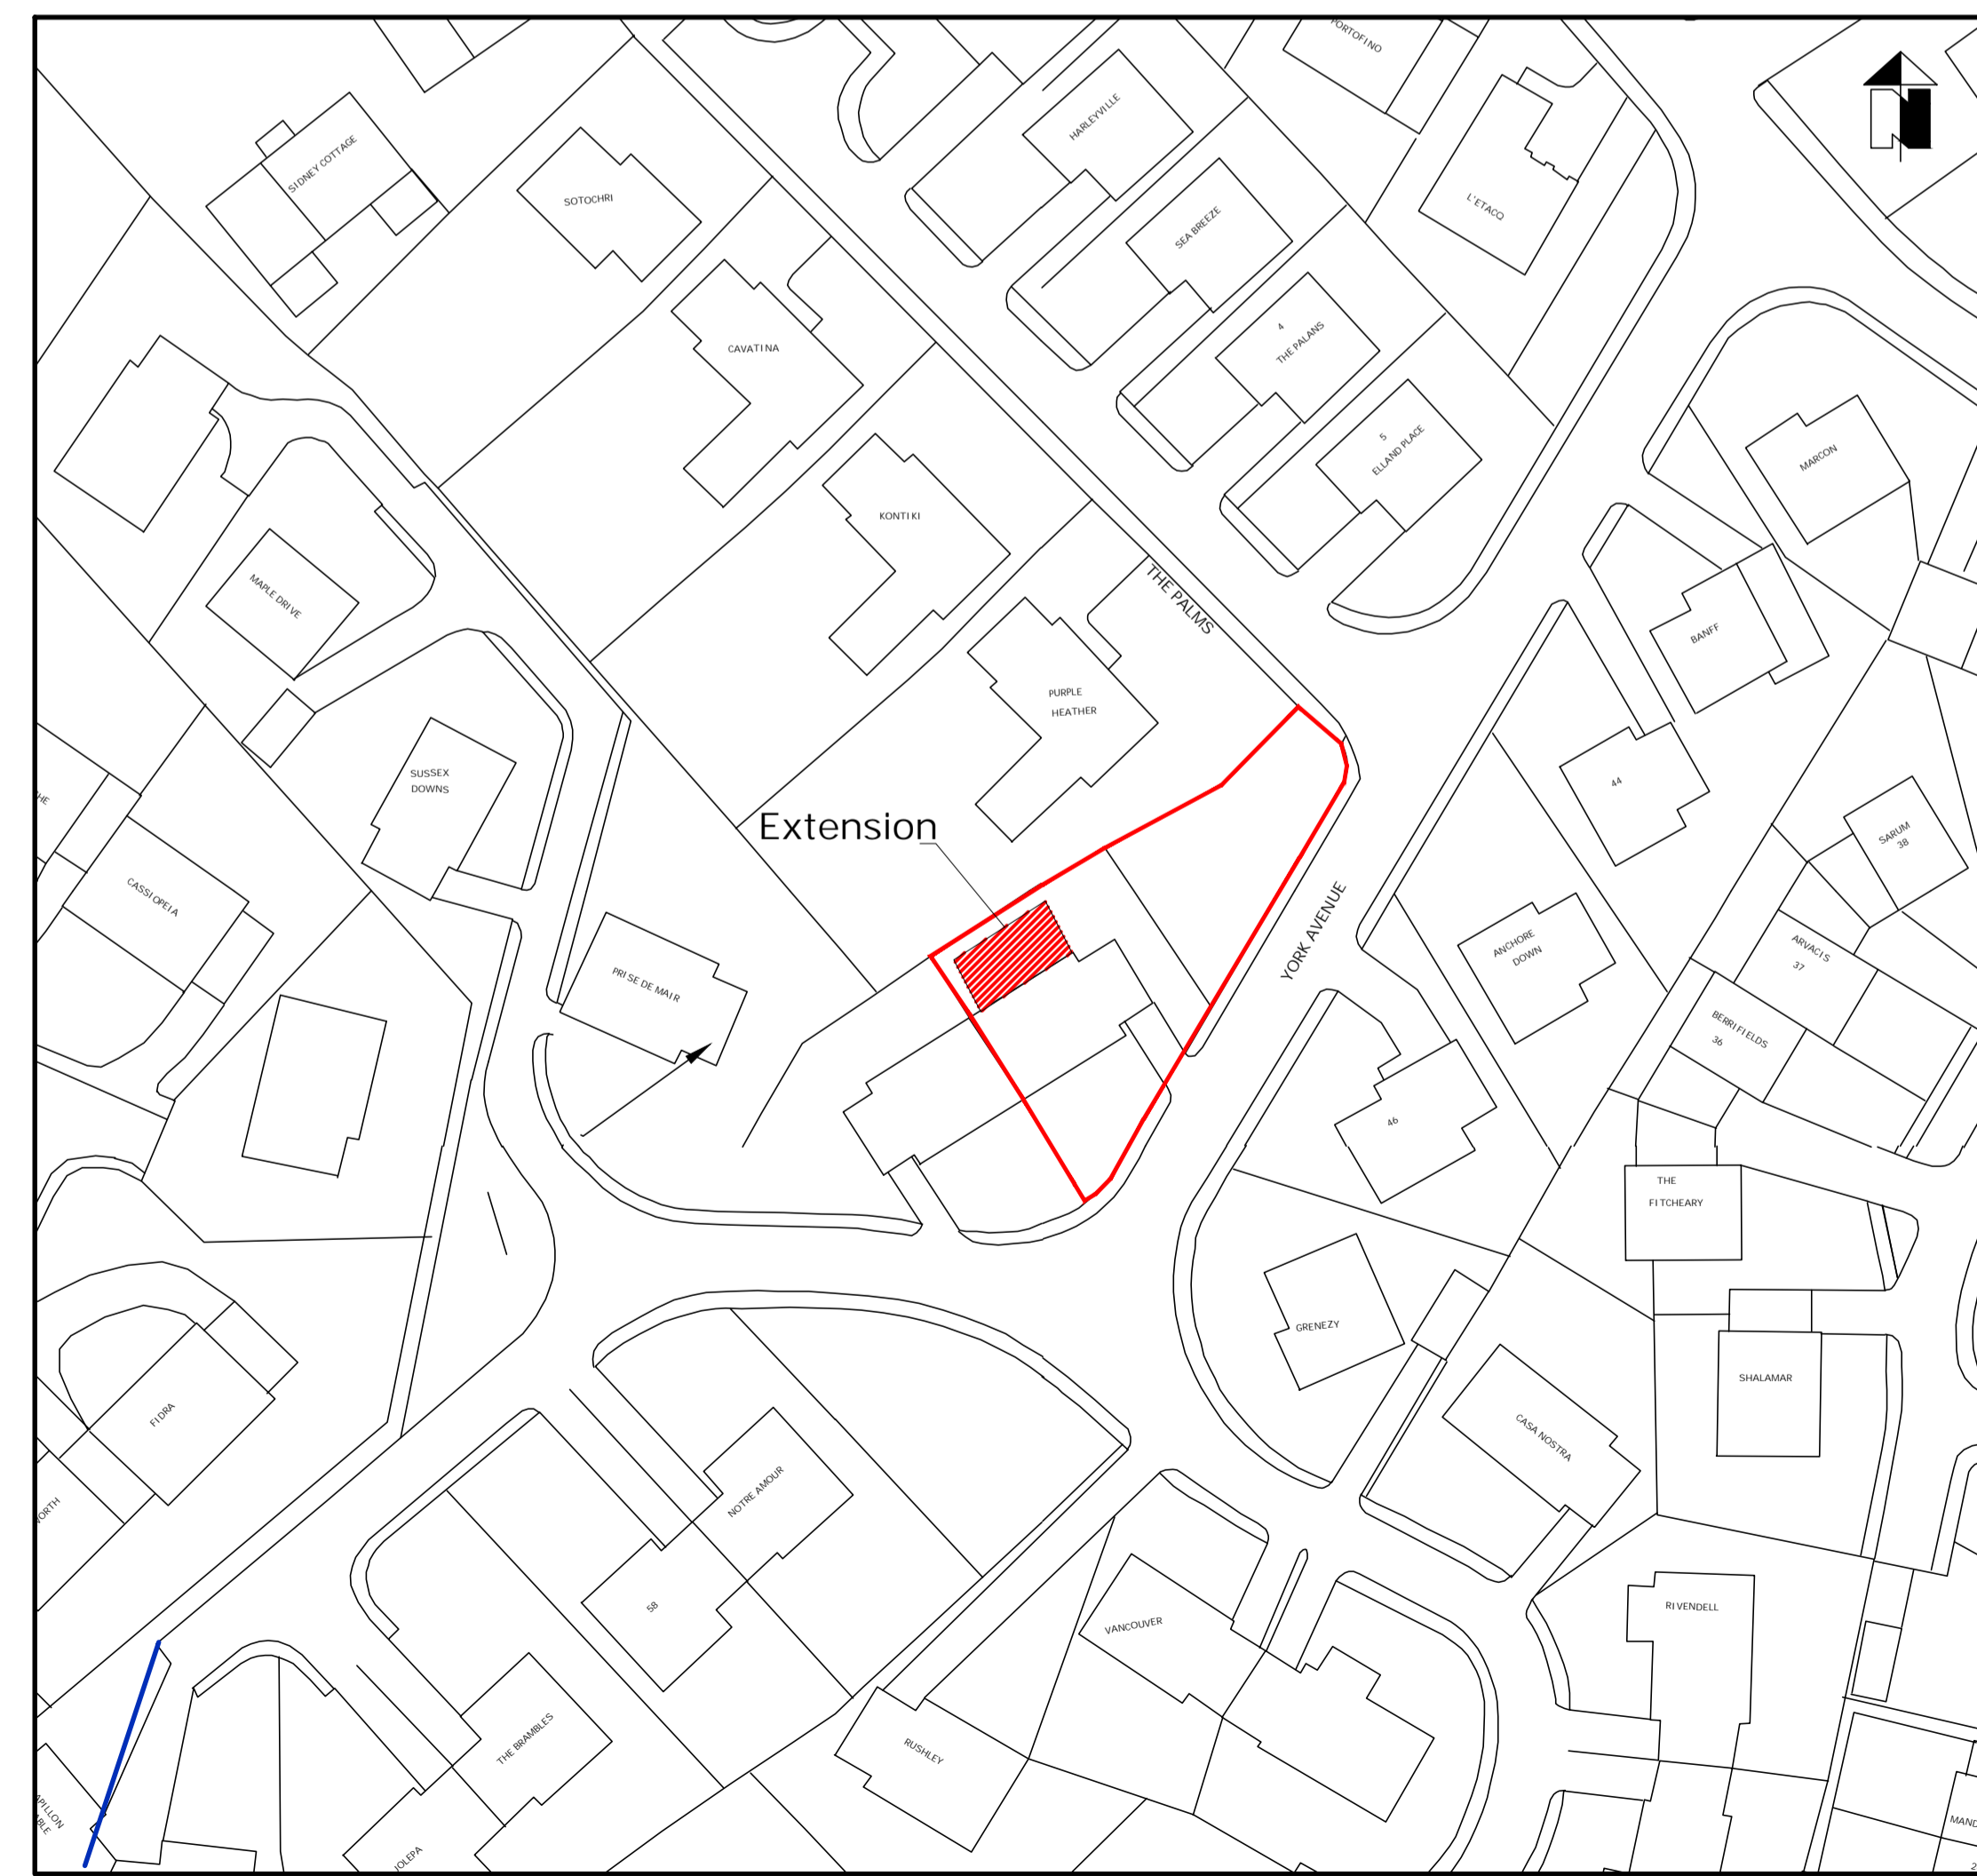 PORTOFINO
HARLEYVILLE
SIDNEY COTTAGE
SOTOCHRI
L'ETACQ
SEA BREEZE
4
THE PALANS
CAVATINA
5
ELLAND PLACE
MARCON
KONTIKI
MAPLE DRIVE
THE PALMS
BANFF
PURPLE
HEATHER
SUSSEX
DOWNS
44
Extension
SARUM
38
CASSIOPEIA
YORK AVENUE
ANCHORE
DOWN
ARVACIS
37
PRISE DE MAIR
BERRIFIELDS
36
46
THE
FITCHEARY
GRENEZY
SHALAMAR
FIDRA
CASA NOSTRA
NOTRE AMOUR
58
RIVENDELL
VANCOUVER
THE BRAMBLES
RUSHLEY
JOLEPA